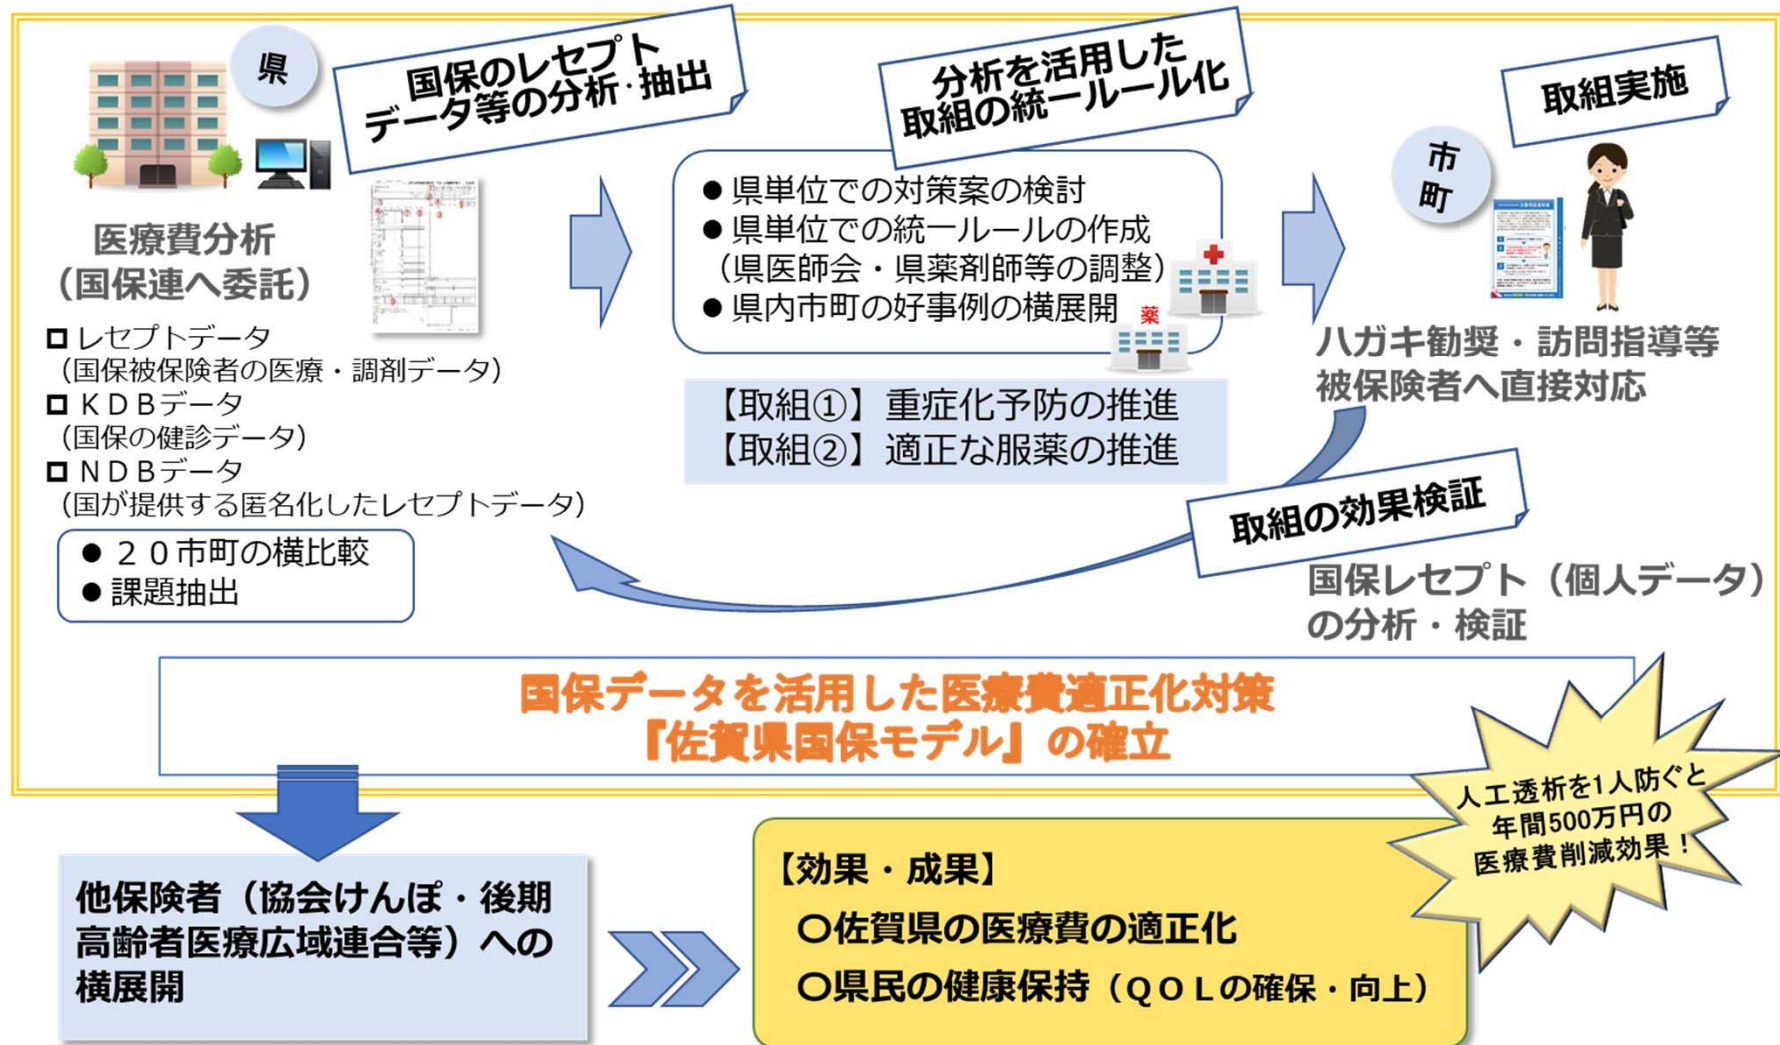 県
国保のレセプト
データ等の分析・抽出
医療費分析
（国保連へ委託）
レセプトデータ
（国保被保険者の医療・調剤データ）
ＫＤＢデータ
（国保の健診データ）
ＮＤＢデータ
（国が提供する匿名化したレセプトデータ）
●２０市町の横比較
●課題抽出
分析を活用した
取組の統一ルール化
●県単位での対策案の検討
●県単位での統一ルールの作成
（県医師会・県薬剤師等の調整）
●県内市町の好事例の横展開
薬
【取組①】重症化予防の推進
【取組②】適正な服薬の推進
取組実施
市
町
ハガキ勧奨・訪問指導等
被保険者へ直接対応
取組の効果検証
国保レセプト（個人データ）
の分析・検証
国保データを活用した医療費適正化対策
『佐賀県国保モデル』の確立
人工透析を1人防ぐと
年間500万円の
医療費削減効果！
他保険者（協会けんぽ・後期
高齢者医療広域連合等）への
横展開
【効果・成果】
〇佐賀県の医療費の適正化
〇県民の健康保持（ＱＯＬの確保・向上）